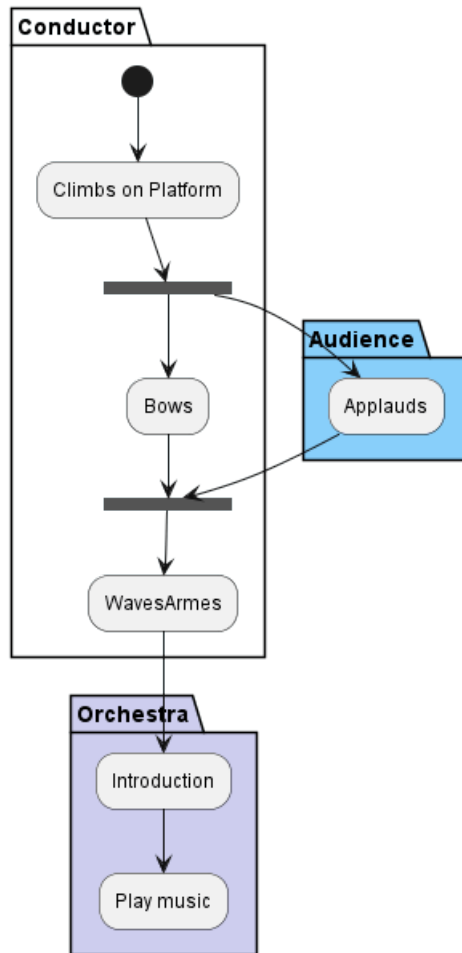 Conductor
Climbs on Platform
Audience
Bows
Applauds
WavesArmes
Orchestra
Introduction
Play music